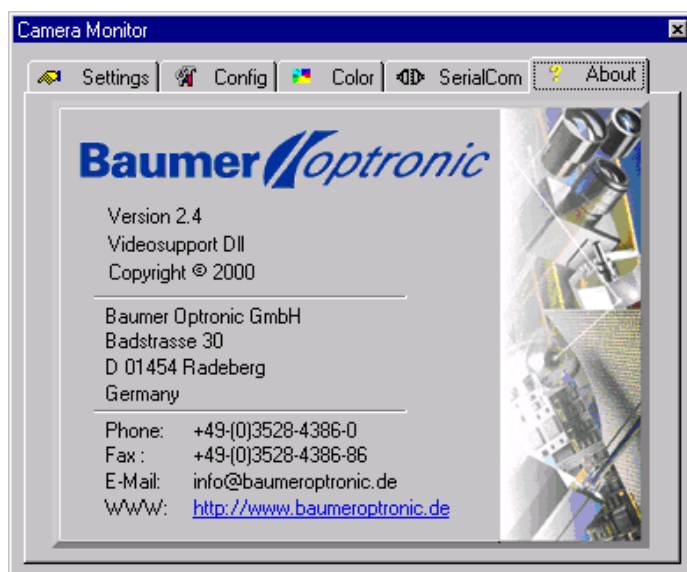 Camera Monitor
Settings Config Color SerialCom About
Baumer optronic
Version 2.4
Videosupport Dll
Copyright © 2000
Baumer Optronic GmbH
Badstrasse 30
D 01454 Radeberg
Germany
Phone: +49-(0)3528-4386-0
Fax : +49-(0)3528-4386-86
E-Mail: info@baumeroptronic.de
WWW: http://www.baumeroptronic.de